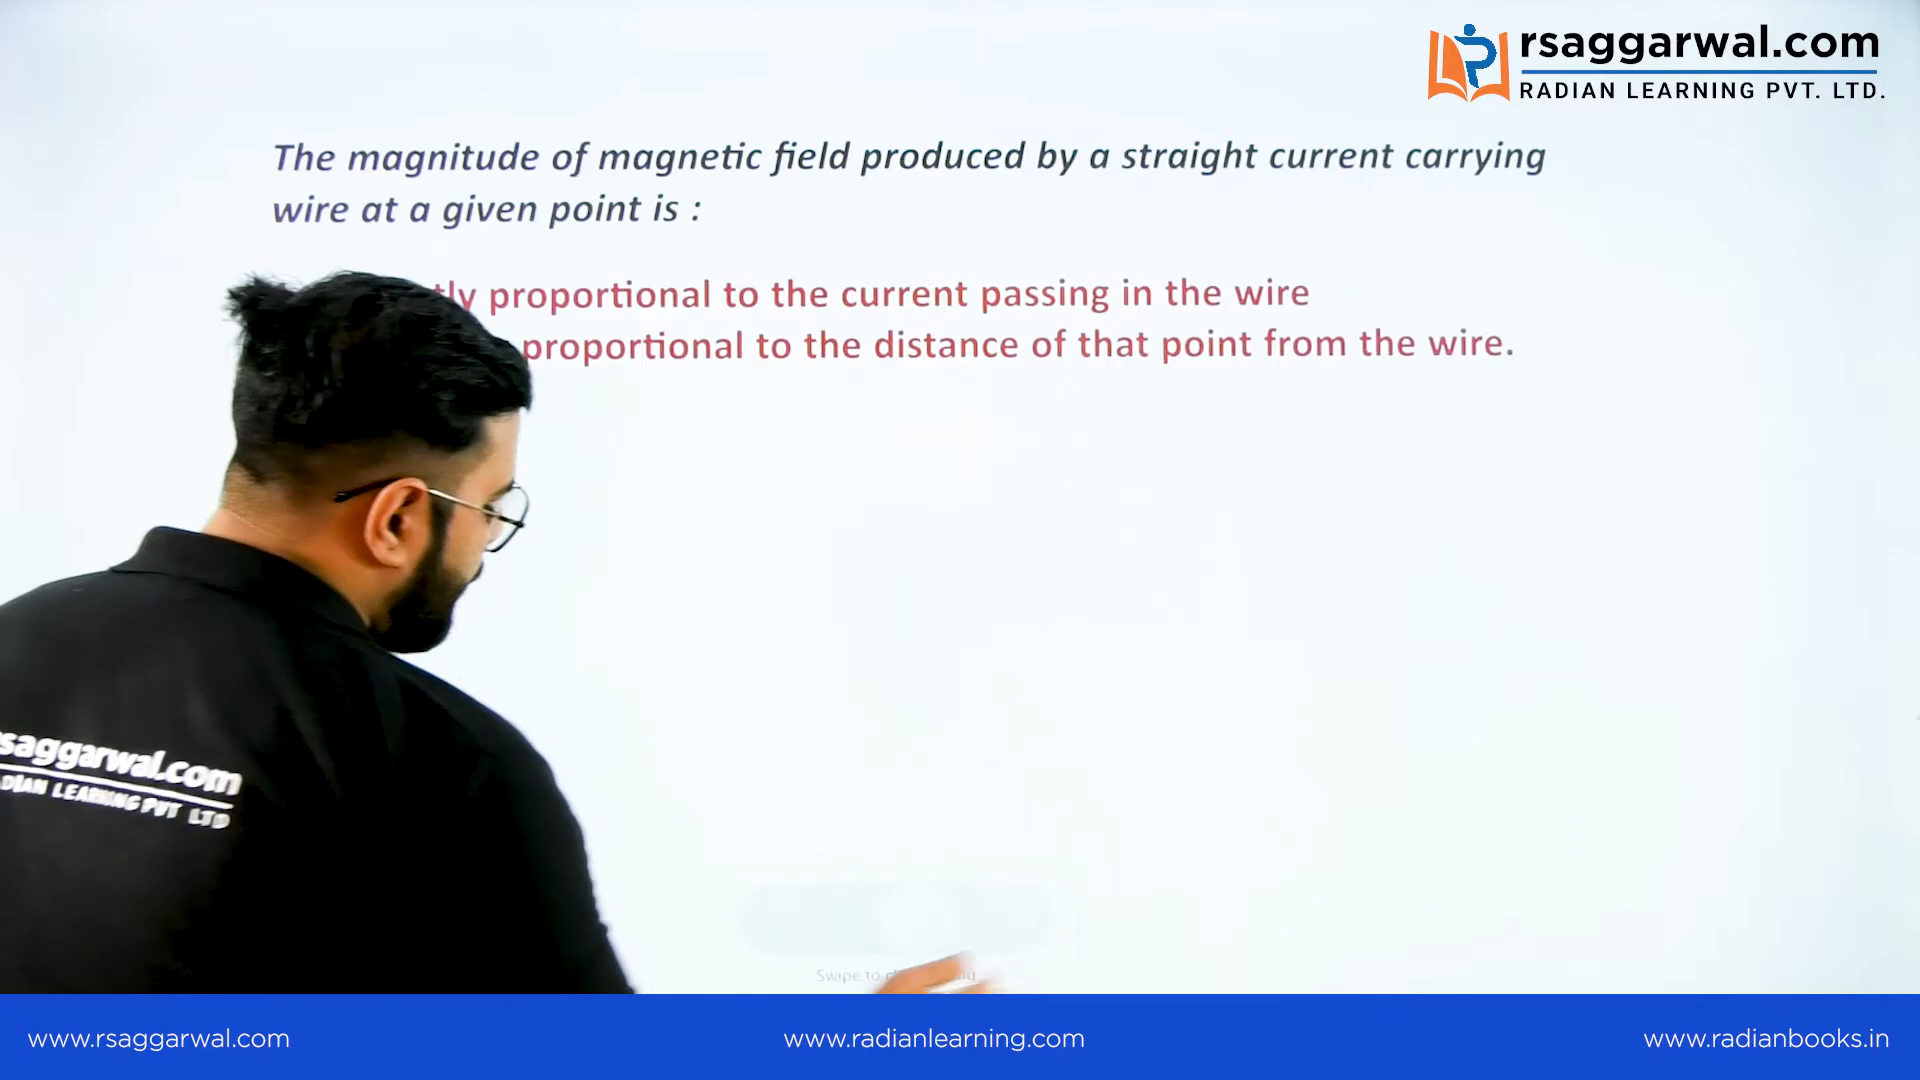 rsaggarwal.com
RADIAN LEARNING PVT. LTD.
The magnitude of magnetic field produced by a straight current carrying
wire at a given point is :
tly proportional to the current passing in the wire
proportional to the distance of that point from the wire.
saggarwal.com
DIAN LEARNING PVT LTD
Swipe to
www.rsaggarwal.com
www.radianlearning.com
www.radianbooks.in